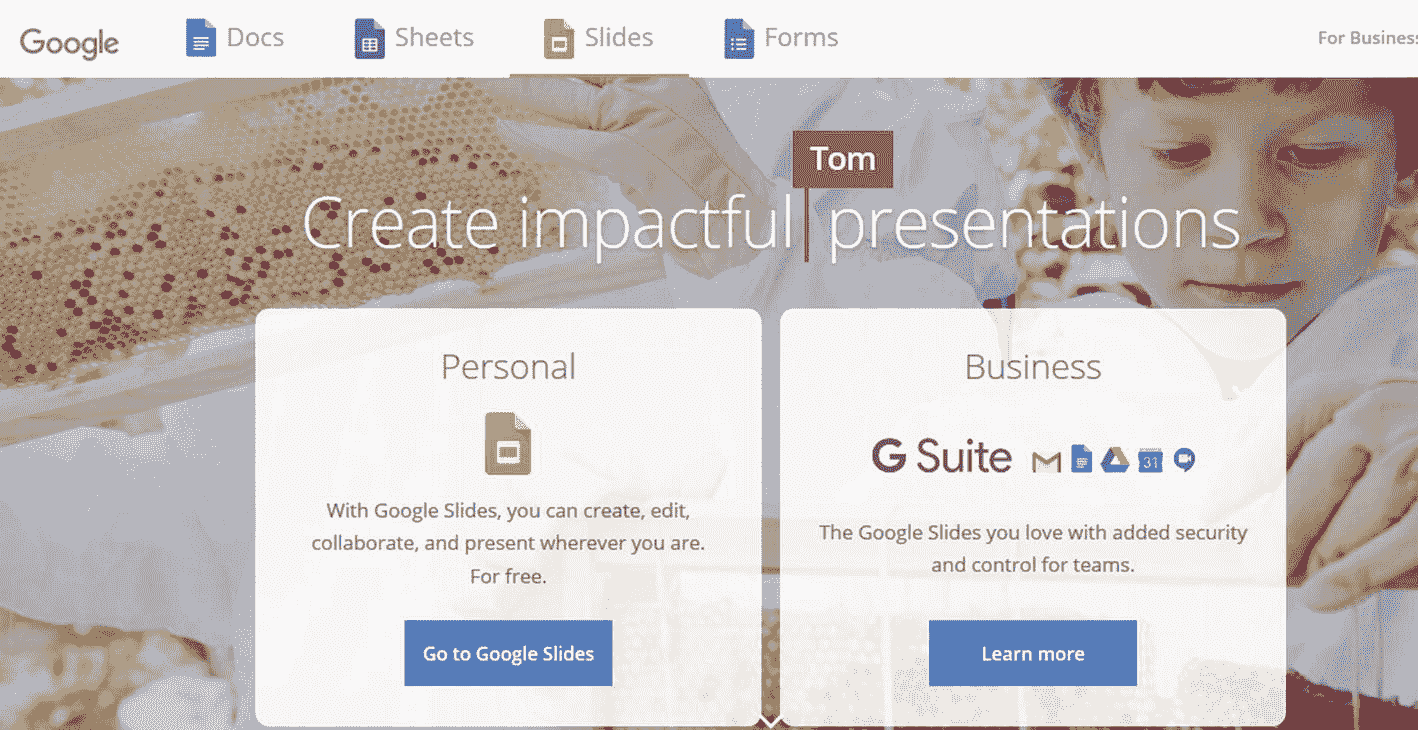 Google
Docs
Sheets
Slides
Forms
For Business
Tom
Create impactful presentations
Personal
With Google Slides, you can create, edit,
collaborate, and present wherever you are.
For free.
Go to Google Slides
Business
G Suite
31
The Google Slides you love with added security
and control for teams.
Learn more